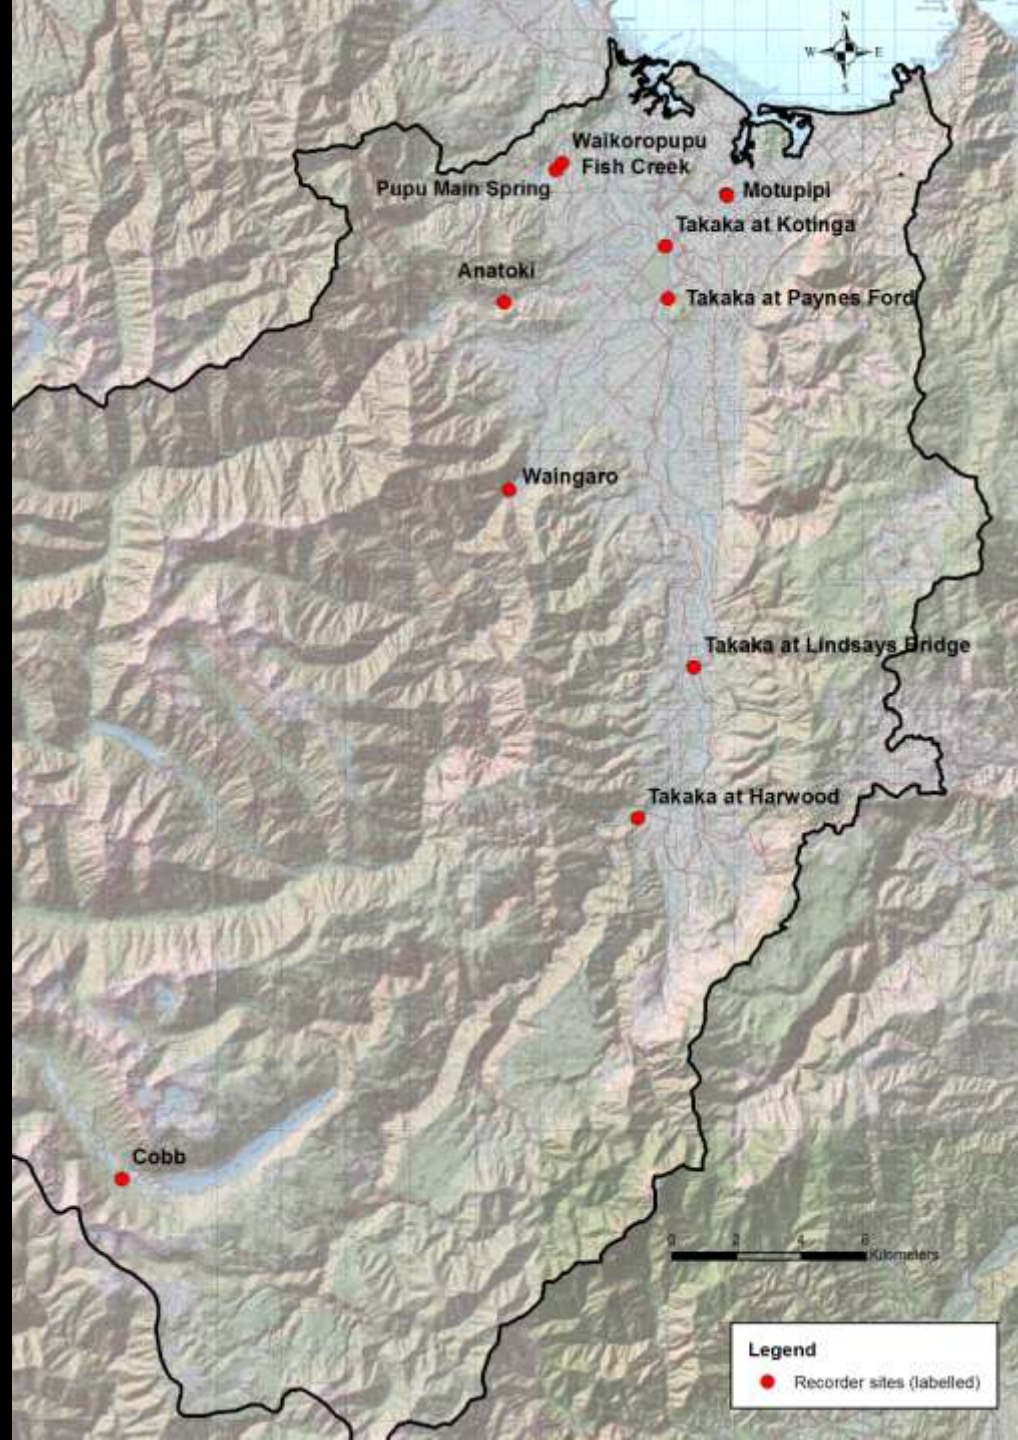 N
W E
S
Waikoropupu
Fish Creek
Pupu Main Spring
Motupipi
Takaka at Kotinga
Anatoki
Takaka at Paynes Ford
Waingaro
Takaka at Lindsays Bridge
Takaka at Harwood
Cobb
0 2 4 6
Kilometers
Legend
Recorder sites (labelled)